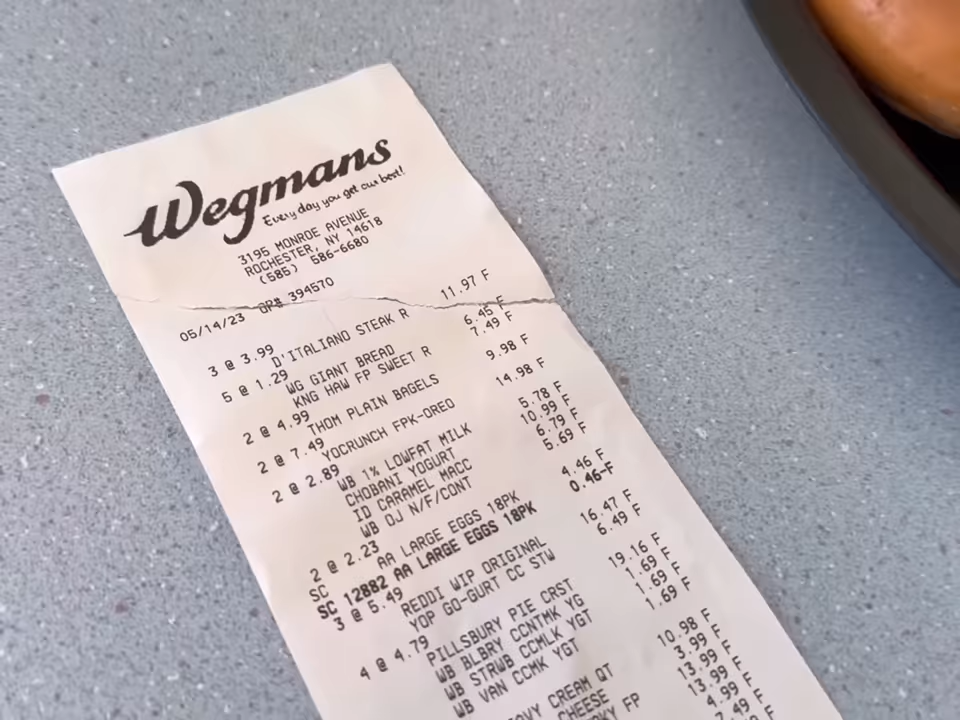 Wegmans
Every day you get our best!
3195 MONROE AVENUE
ROCHESTER, NY 14618
(585) 586-6680
05/14/23 OP# 394570
3 @ 3.99
D'ITALIANO STEAK R 11.97 F
5 @ 1.29
WG GIANT BREAD 6.45 F
KNG HAW FP SWEET R 7.49 F
2 @ 4.99
THOM PLAIN BAGELS 9.98 F
2 @ 7.49
YOCRUNCH FPK-OREO 14.98 F
2 @ 2.89
WB 1% LOWFAT MILK 5.78 F
CHOBANI YOGURT 10.99 F
ID CARAMEL MACC 6.79 F
WB OJ N/F/CONT 5.69 F
2 @ 2.23
SC AA LARGE EGGS 18PK 4.46 F
SC 12882 AA LARGE EGGS 18PK 0.46-F
3 @ 5.49
REDDI WIP ORIGINAL 16.47 F
YOP GO-GURT CC STW 6.49 F
4 @ 4.79
PILLSBURY PIE CRST 19.16 F
WB BLBRY CCNTMK YG 1.69 F
WB STRWB CCMLK YGT 1.69 F
WB VAN CCMK YGT 1.69 F
CREAM QT 10.98 F
CHEESE 3.99 F
FP 13.99 F
13.99 F
4.99 F
7.49 F